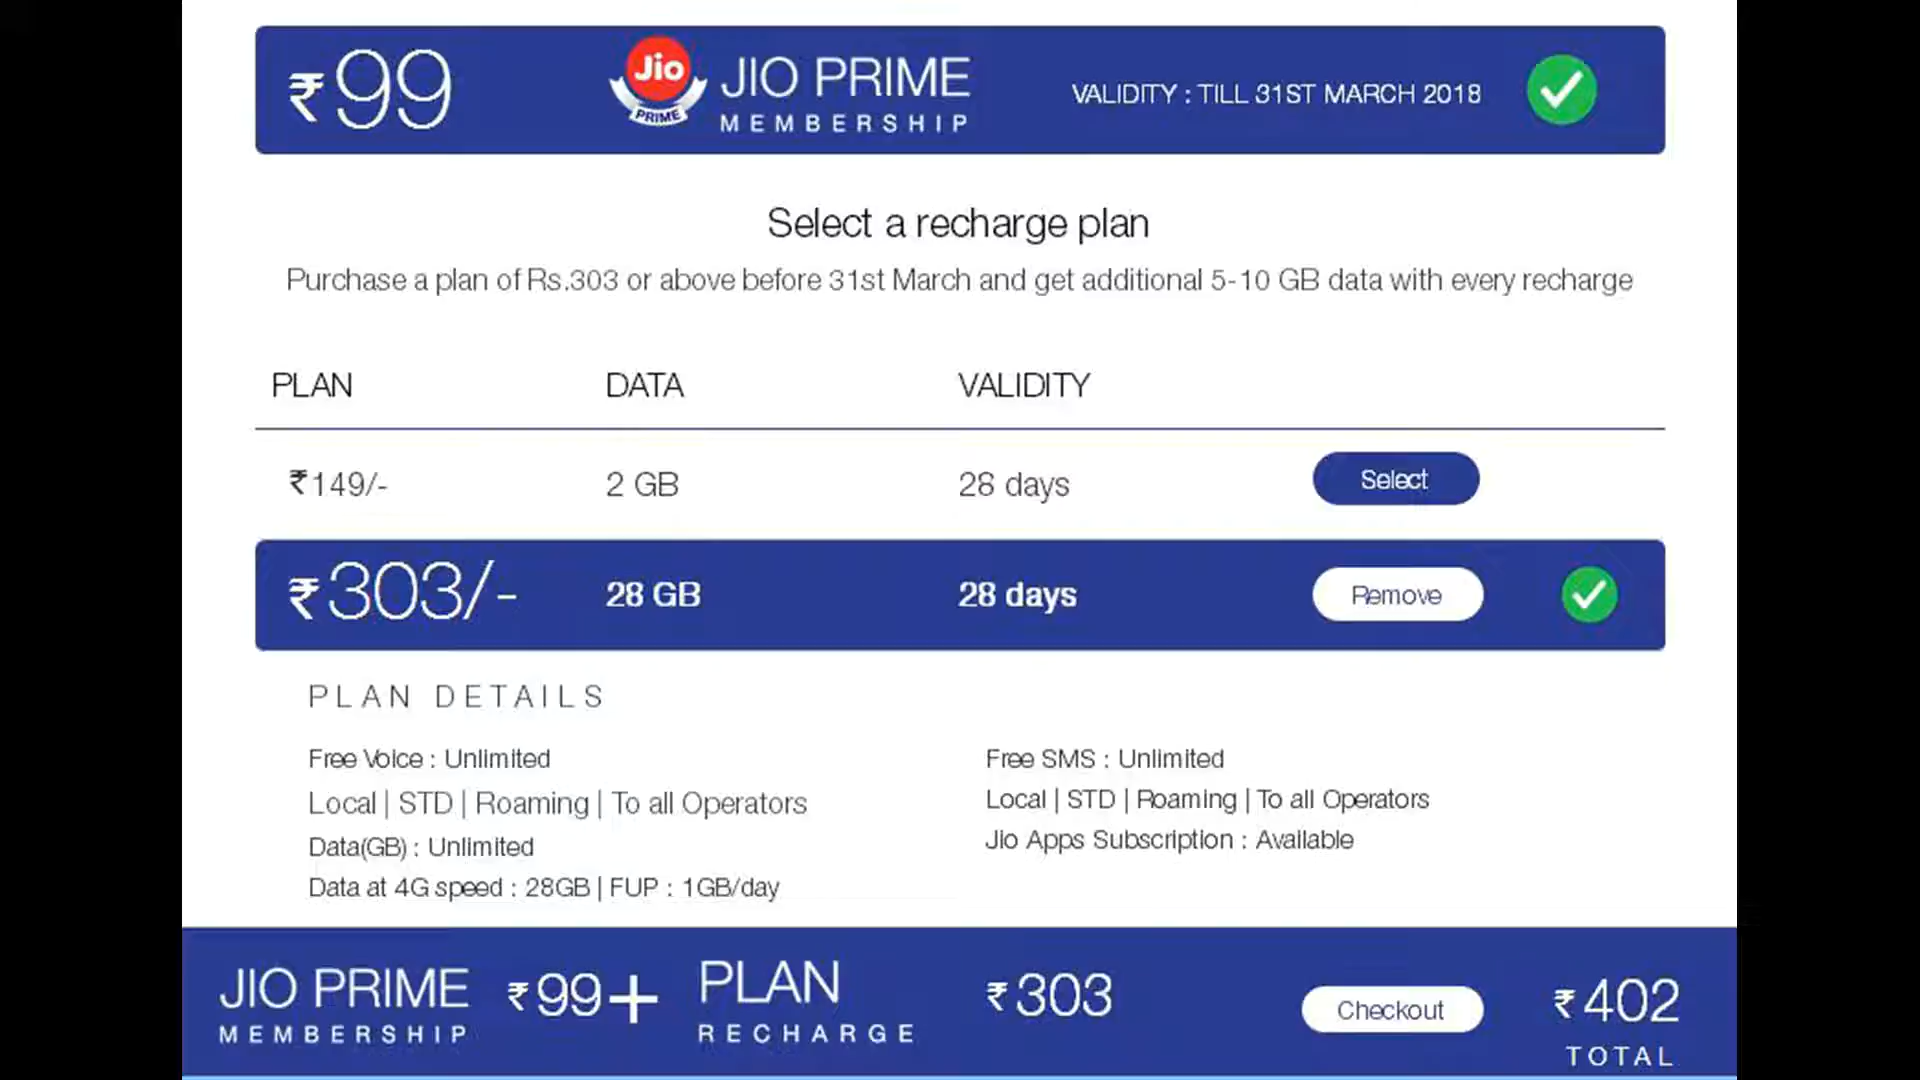 ₹99
Jio
PRIME
JIO PRIME
MEMBERSHIP
VALIDITY : TILL 31ST MARCH 2018
Select a recharge plan
Purchase a plan of Rs.303 or above before 31st March and get additional 5-10 GB data with every recharge
PLAN DATA VALIDITY
₹149/- 2 GB 28 days Select
₹303/- 28 GB 28 days Remove
PLAN DETAILS
Free Voice : Unlimited
Local | STD | Roaming | To all Operators
Data(GB) : Unlimited
Data at 4G speed : 28GB | FUP : 1GB/day
Free SMS : Unlimited
Local | STD | Roaming | To all Operators
Jio Apps Subscription : Available
JIO PRIME
MEMBERSHIP
₹99+
PLAN
RECHARGE
₹303
Checkout
₹402
TOTAL